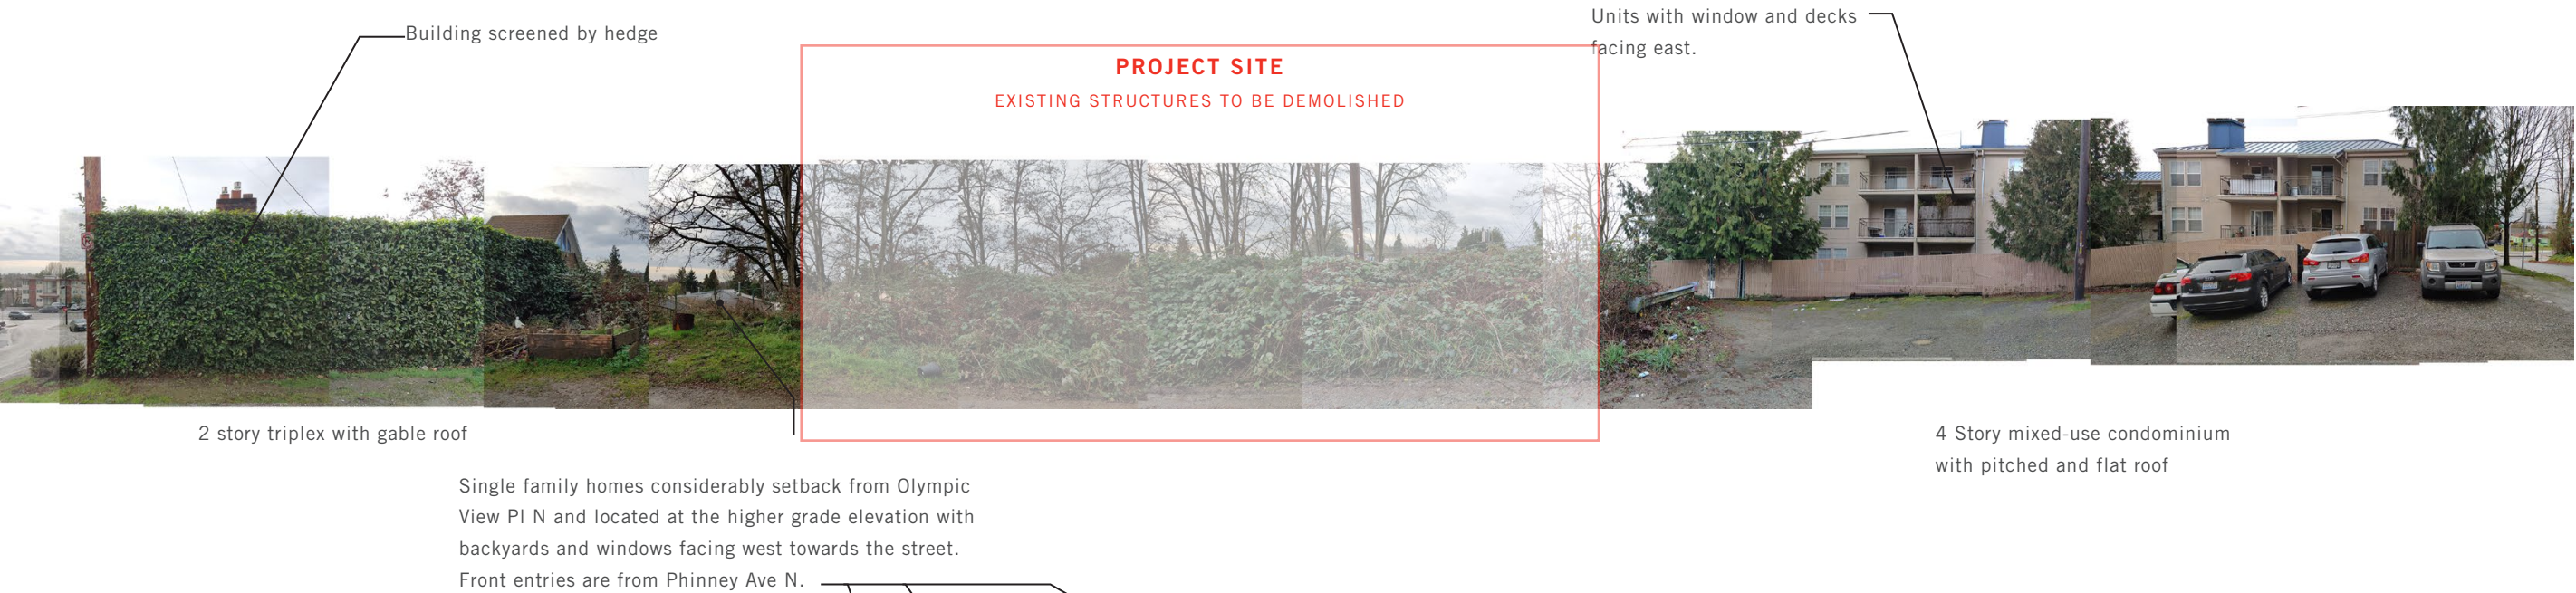 Building screened by hedge
Units with window and decks
facing east.
PROJECT SITE
EXISTING STRUCTURES TO BE DEMOLISHED
2 story triplex with gable roof
4 Story mixed-use condominium
with pitched and flat roof
Single family homes considerably setback from Olympic
View Pl N and located at the higher grade elevation with
backyards and windows facing west towards the street.
Front entries are from Phinney Ave N.